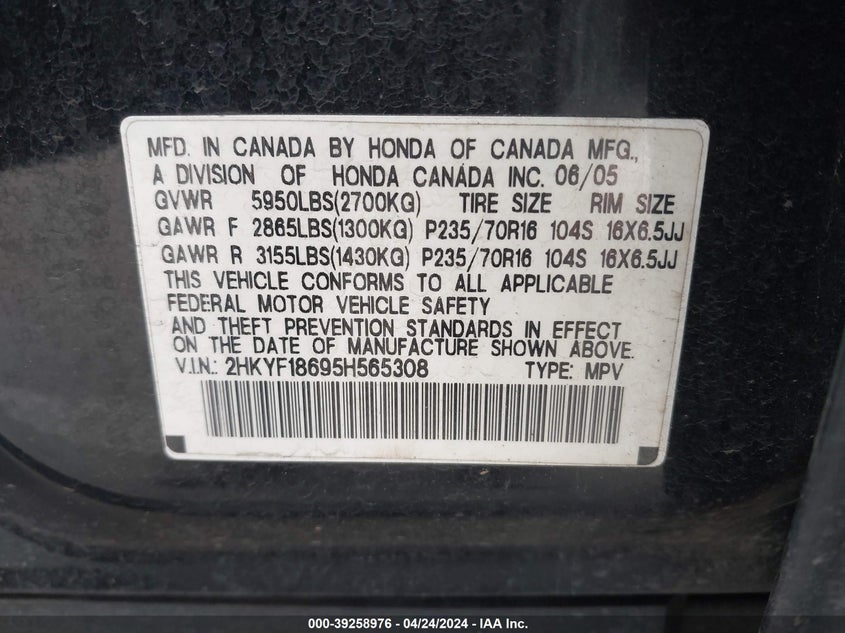 MFD. IN CANADA BY HONDA OF CANADA MFG.,
A DIVISION OF HONDA CANADA INC. 06/05
GVWR 5950LBS(2700KG) TIRE SIZE RIM SIZE
GAWR F 2865LBS(1300KG) P235/70R16 104S 16X6.5JJ
GAWR R 3155LBS(1430KG) P235/70R16 104S 16X6.5JJ
THIS VEHICLE CONFORMS TO ALL APPLICABLE
FEDERAL MOTOR VEHICLE SAFETY
AND THEFT PREVENTION STANDARDS IN EFFECT
ON THE DATE OF MANUFACTURE SHOWN ABOVE.
V.I.N.: 2HKYF18695H565308 TYPE: MPV
000-39258976 - 04/24/2024 - IAA Inc.